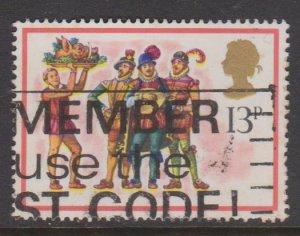 13P
MEMBER
use the
ST CODE!